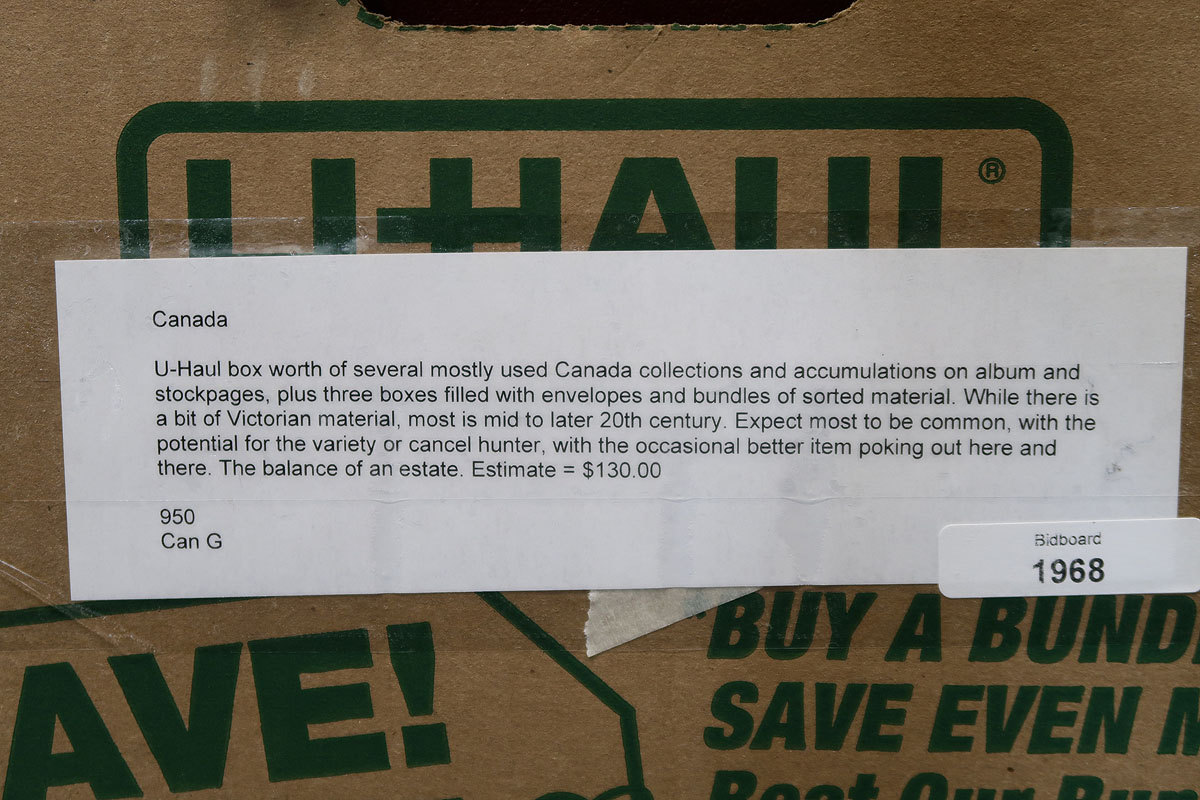 U-HAUL®
Canada
U-Haul box worth of several mostly used Canada collections and accumulations on album and
stockpages, plus three boxes filled with envelopes and bundles of sorted material. While there is
a bit of Victorian material, most is mid to later 20th century. Expect most to be common, with the
potential for the variety or cancel hunter, with the occasional better item poking out here and
there. The balance of an estate. Estimate = $130.00
950
Can G
Bidboard
1968
AVE!
BUY A BUND
SAVE EVEN M
Our